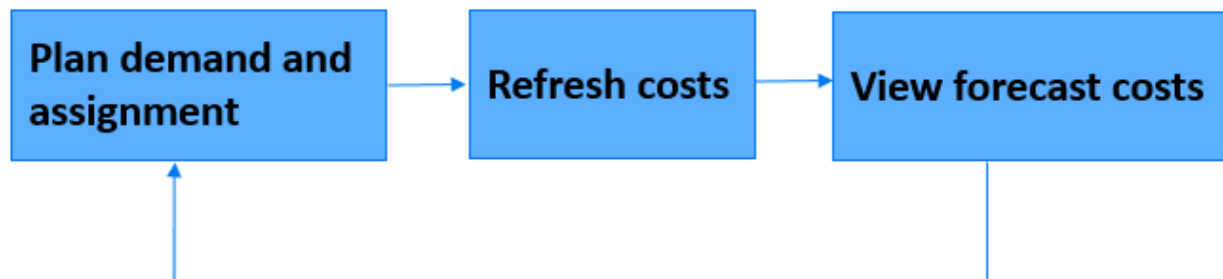 Plan demand and
assignment
Refresh costs
View forecast costs